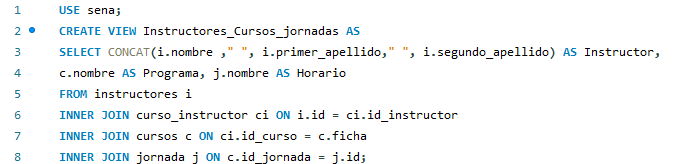 1 USE sena;
2 CREATE VIEW Instructores_Cursos_jornadas AS
3 SELECT CONCAT(i.nombre ," ", i.primer_apellido," ", i.segundo_apellido) AS Instructor,
4 c.nombre AS Programa, j.nombre AS Horario
5 FROM instructores i
6 INNER JOIN curso_instructor ci ON i.id = ci.id_instructor
7 INNER JOIN cursos c ON ci.id_curso = c.ficha
8 INNER JOIN jornada j ON c.id_jornada = j.id;